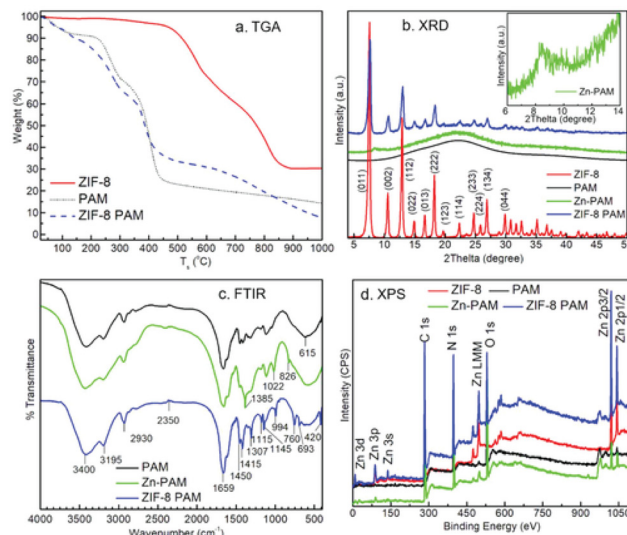 a. TGA
Weight (%)
100
90
80
70
60
50
40
30
20
10
0
ZIF-8
PAM
ZIF-8 PAM
200
400
600
800
1000
Ts (°C)
b. XRD
Intensity (a.u.)
Intensity (a.u.)
Zn-PAM
6
8
10
12
14
2Thelta (degree)
(011)
(002)
(112)
(022)
(013)
(222)
(123)
(114)
(233)
(224)
(134)
(044)
ZIF-8
PAM
Zn-PAM
ZIF-8 PAM
5
10
15
20
25
30
35
40
45
2Thelta (degree)
c. FTIR
% Transmittance
615
826
1022
1385
2350
2930
3195
3400
994
1115
1307
1145
760
420
693
1415
1450
1659
PAM
Zn-PAM
ZIF-8 PAM
4000
3500
3000
2500
2000
1500
1000
500
Wavenumber(cm⁻¹)
ZIF-8
PAM
Zn-PAM
ZIF-8 PAM
d. XPS
Intensity (CPS)
Zn 3d
Zn 3p
Zn 3s
C 1s
N 1s
Zn LMM
O 1s
Zn 2p3/2
Zn 2p1/2
0
150
300
450
600
750
900
Binding Energy (eV)